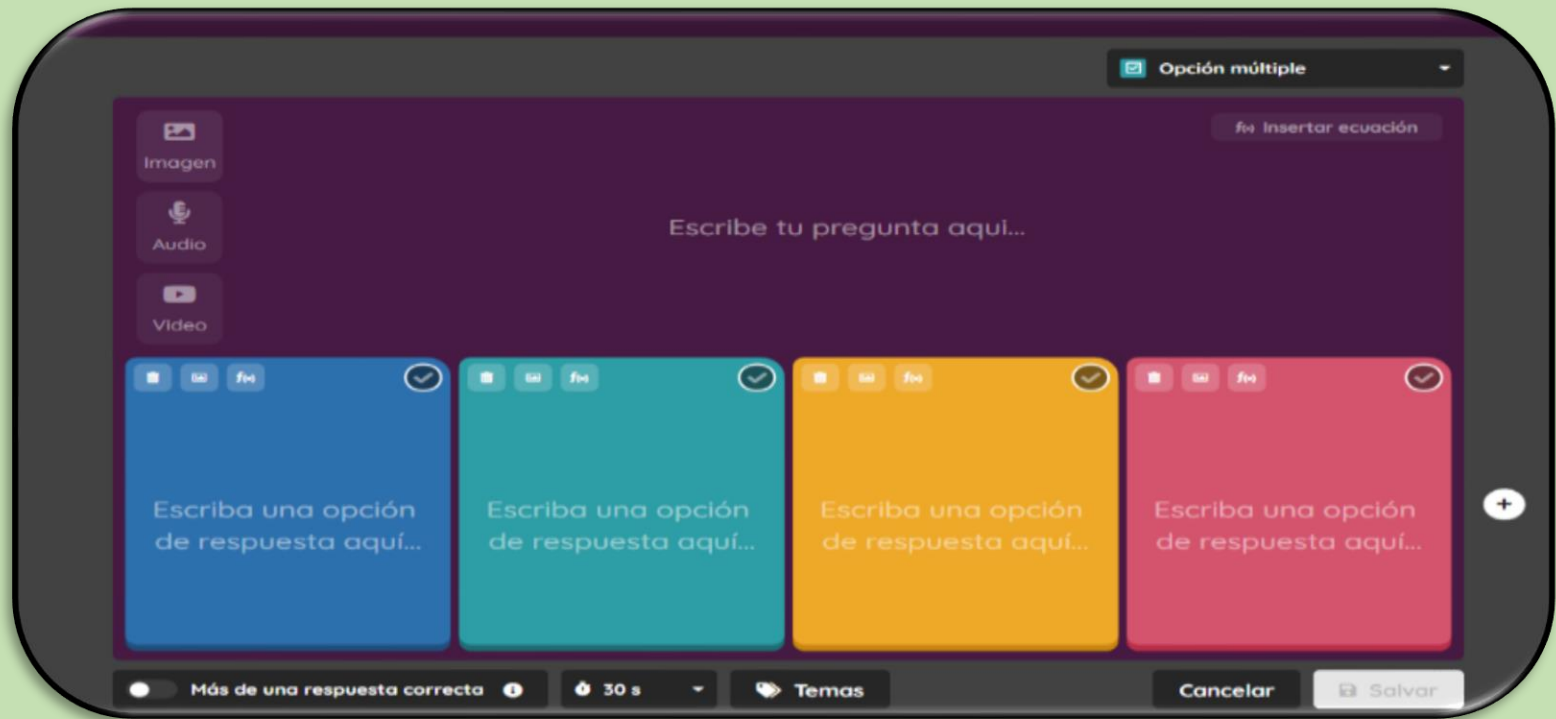 Opción múltiple
Imagen
f(x) Insertar ecuación
Audio
Escribe tu pregunta aqui...
Video
f(x)
f(x)
f(x)
f(x)
Escriba una opción
de respuesta aquí...
Escriba una opción
de respuesta aquí...
Escriba una opción
de respuesta aquí...
Escriba una opción
de respuesta aquí...
Más de una respuesta correcta
30 s
Temas
Cancelar
Salvar